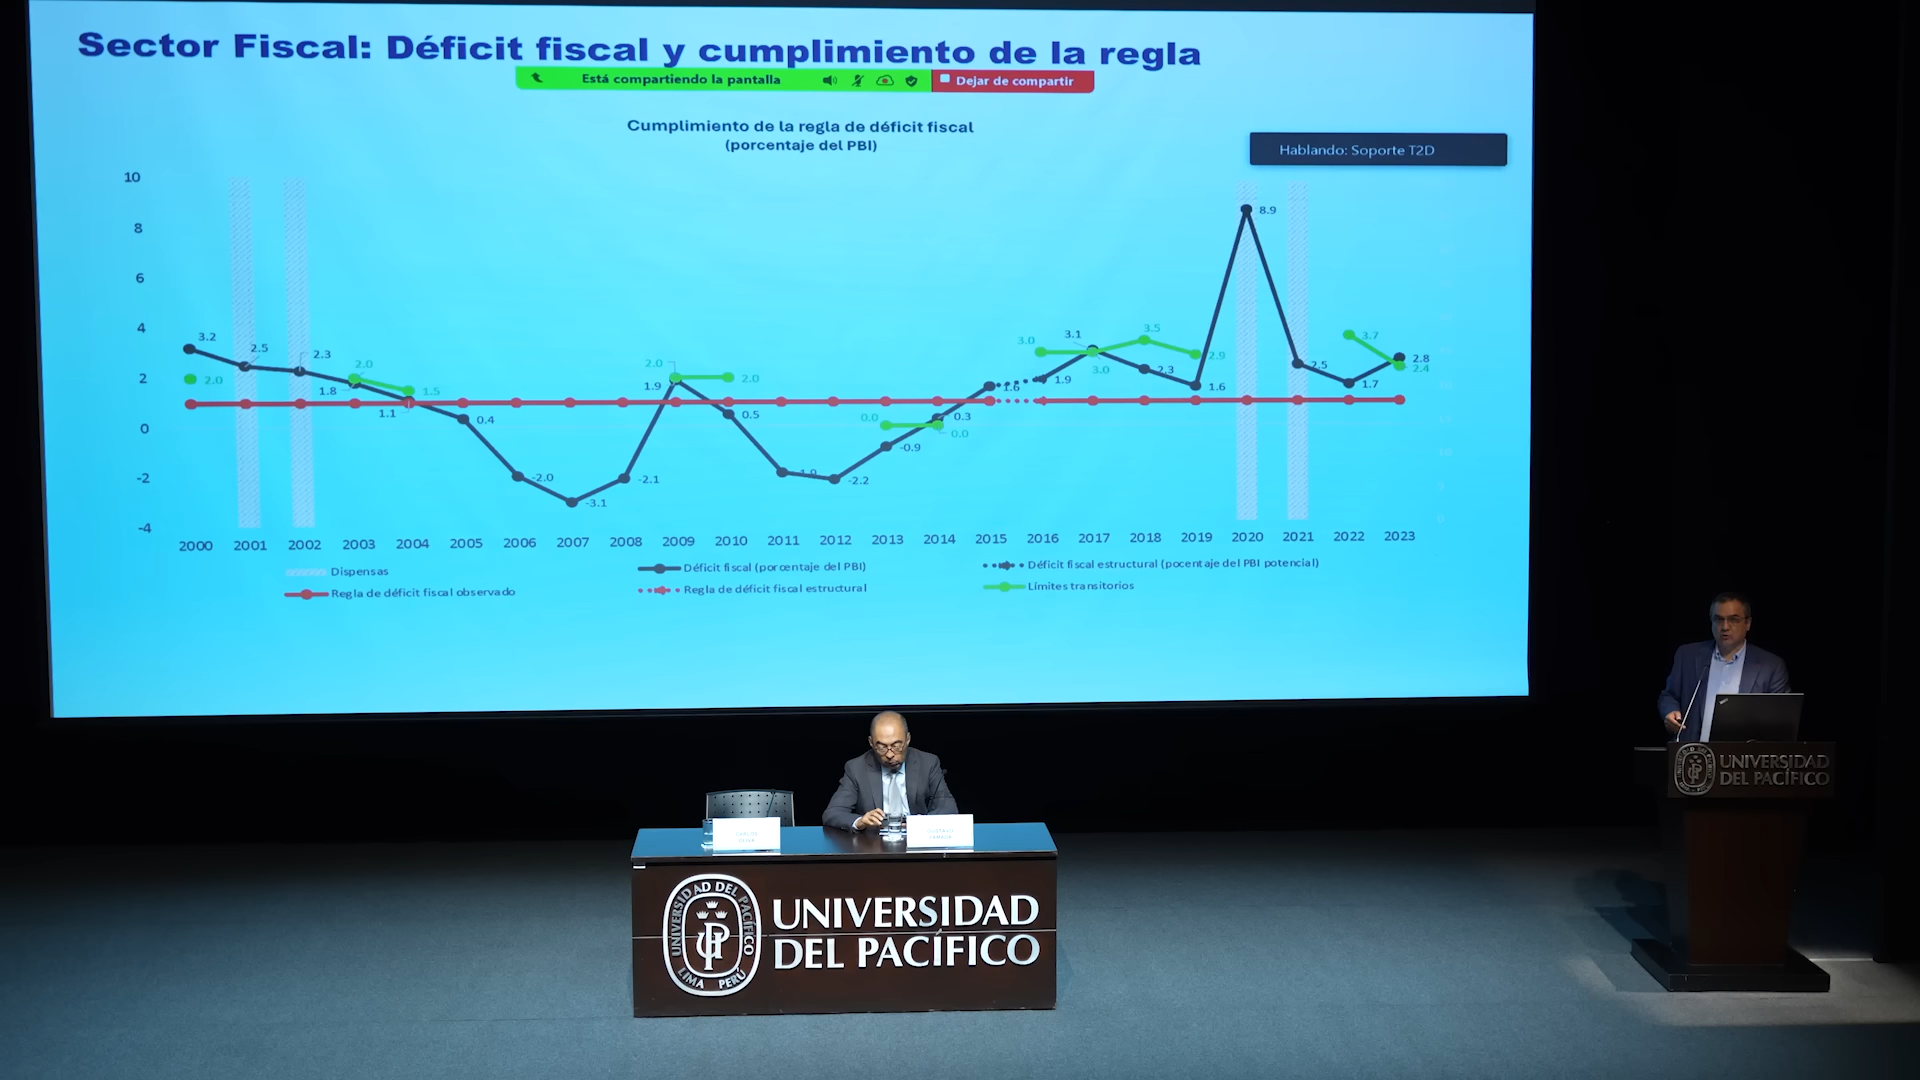 Sector Fiscal: Déficit fiscal y cumplimiento de la regla
Está compartiendo la pantalla
Dejar de compartir
Cumplimiento de la regla de déficit fiscal
(porcentaje del PBI)
Hablando: Soporte T2D
10
8
6
4
2
0
-2
-4
3.2
2.5
2.3
1.8
1.1
0.4
-2.0
-3.1
-2.1
1.9
0.5
-2.2
-0.9
0.3
1.6
1.9
3.1
2.3
1.6
8.9
2.5
1.7
2.8
2.0
2.0
1.5
2.0
2.0
0.0
0.0
3.0
3.0
3.5
2.9
3.7
2.4
2000 2001 2002 2003 2004 2005 2006 2007 2008 2009 2010 2011 2012 2013 2014 2015 2016 2017 2018 2019 2020 2021 2022 2023
Dispensas
Déficit fiscal (porcentaje del PBI)
Déficit fiscal estructural (pocentaje del PBI potencial)
Regla de déficit fiscal observado
Regla de déficit fiscal estructural
Límites transitorios
UNIVERSIDAD
DEL PACÍFICO
UNIVERSIDAD DEL PACÍFICO
LIMA PERÚ
UNIVERSIDAD
DEL PACÍFICO